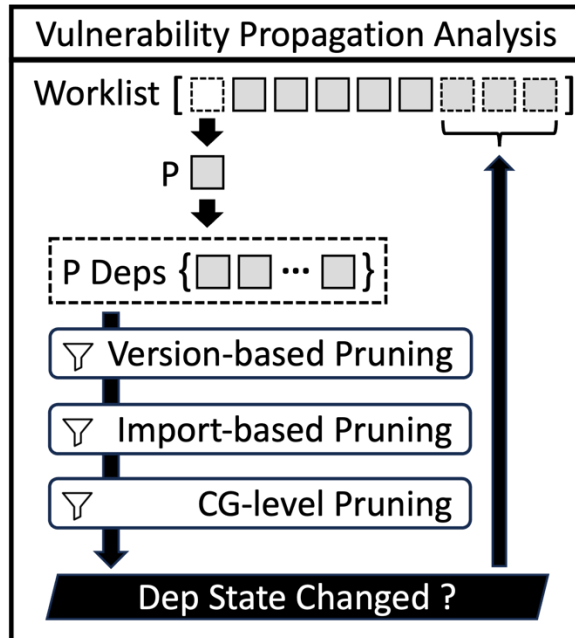 Vulnerability Propagation Analysis
Worklist [ ]
P
P Deps { ... }
Version-based Pruning
Import-based Pruning
CG-level Pruning
Dep State Changed ?